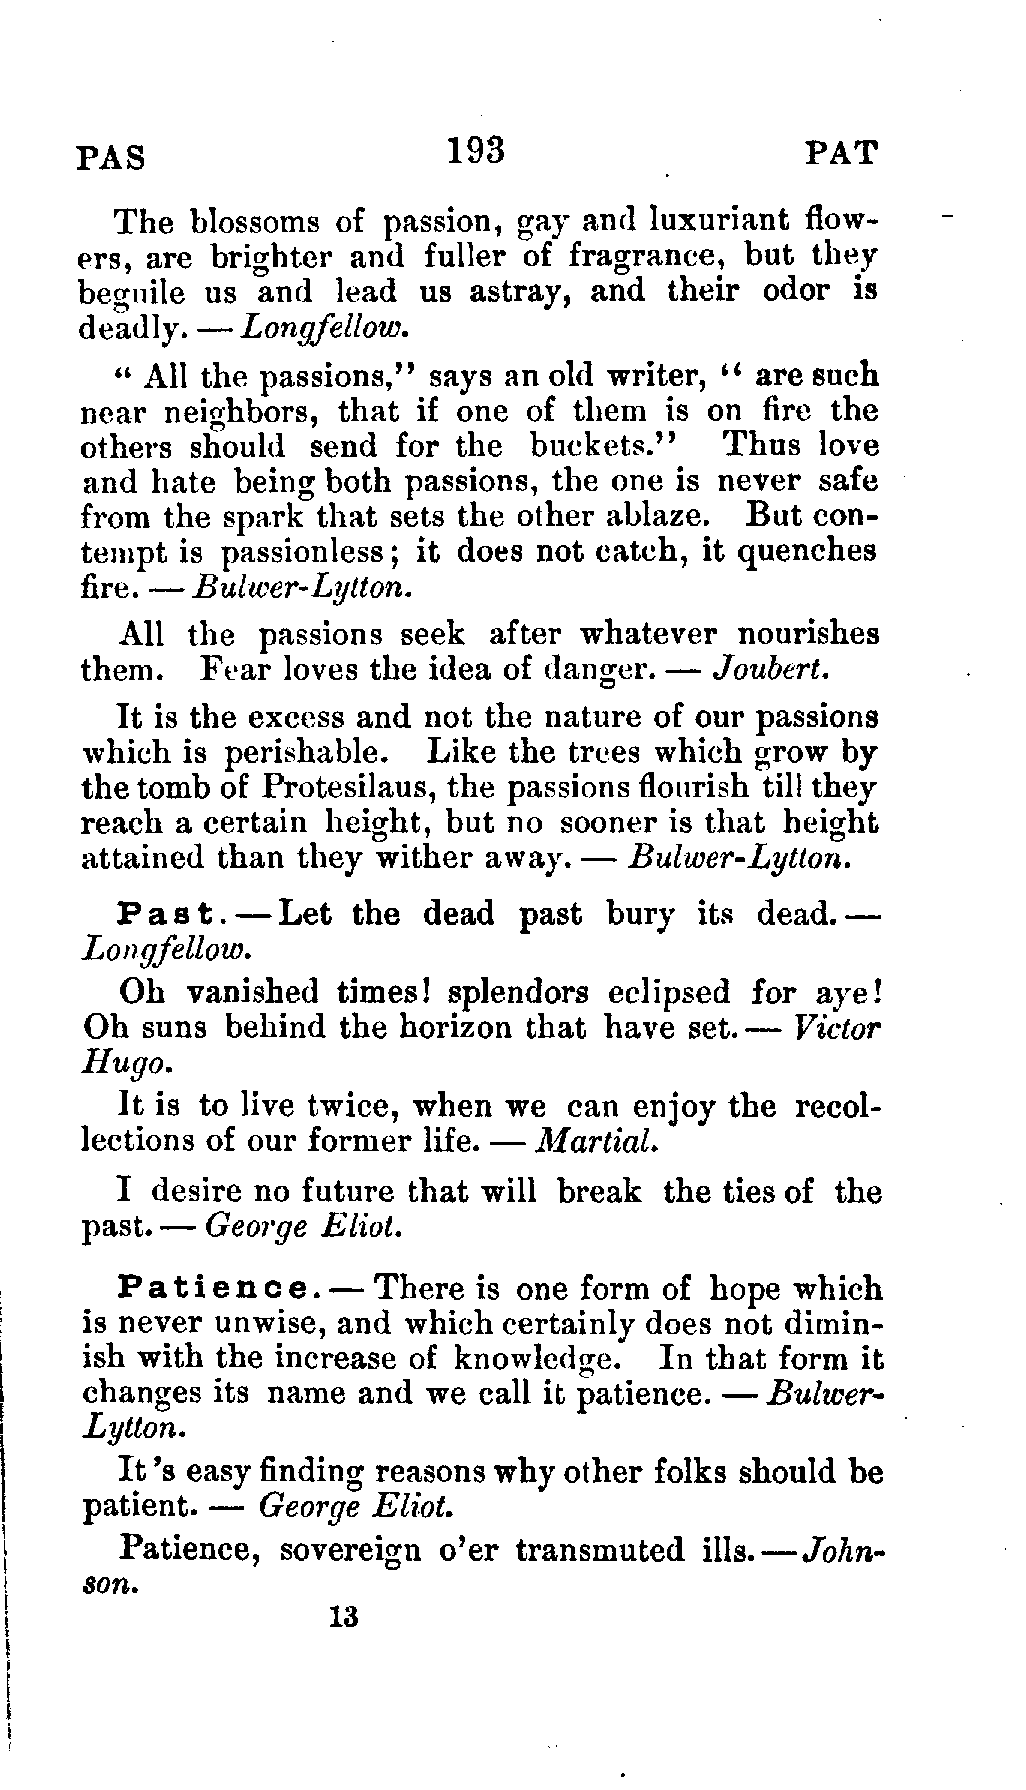 PAS 193 PAT
The blossoms of passion, gay and luxuriant flow-
ers, are brighter and fuller of fragrance, but they
beguile us and lead us astray, and their odor is
deadly. — Longfellow.
“ All the passions,” says an old writer, “ are such
near neighbors, that if one of them is on fire the
others should send for the buckets.” Thus love
and hate being both passions, the one is never safe
from the spark that sets the other ablaze. But con-
tempt is passionless; it does not catch, it quenches
fire. — Bulwer-Lytton.
All the passions seek after whatever nourishes
them. Fear loves the idea of danger. — Joubert.
It is the excess and not the nature of our passions
which is perishable. Like the trees which grow by
the tomb of Protesilaus, the passions flourish till they
reach a certain height, but no sooner is that height
attained than they wither away. — Bulwer-Lytton.
Past. — Let the dead past bury its dead. —
Longfellow.
Oh vanished times! splendors eclipsed for aye!
Oh suns behind the horizon that have set. — Victor
Hugo.
It is to live twice, when we can enjoy the recol-
lections of our former life. — Martial.
I desire no future that will break the ties of the
past. — George Eliot.
Patience. — There is one form of hope which
is never unwise, and which certainly does not dimin-
ish with the increase of knowledge. In that form it
changes its name and we call it patience. — Bulwer-
Lytton.
It 's easy finding reasons why other folks should be
patient. — George Eliot.
Patience, sovereign o'er transmuted ills. — John-
son.
13